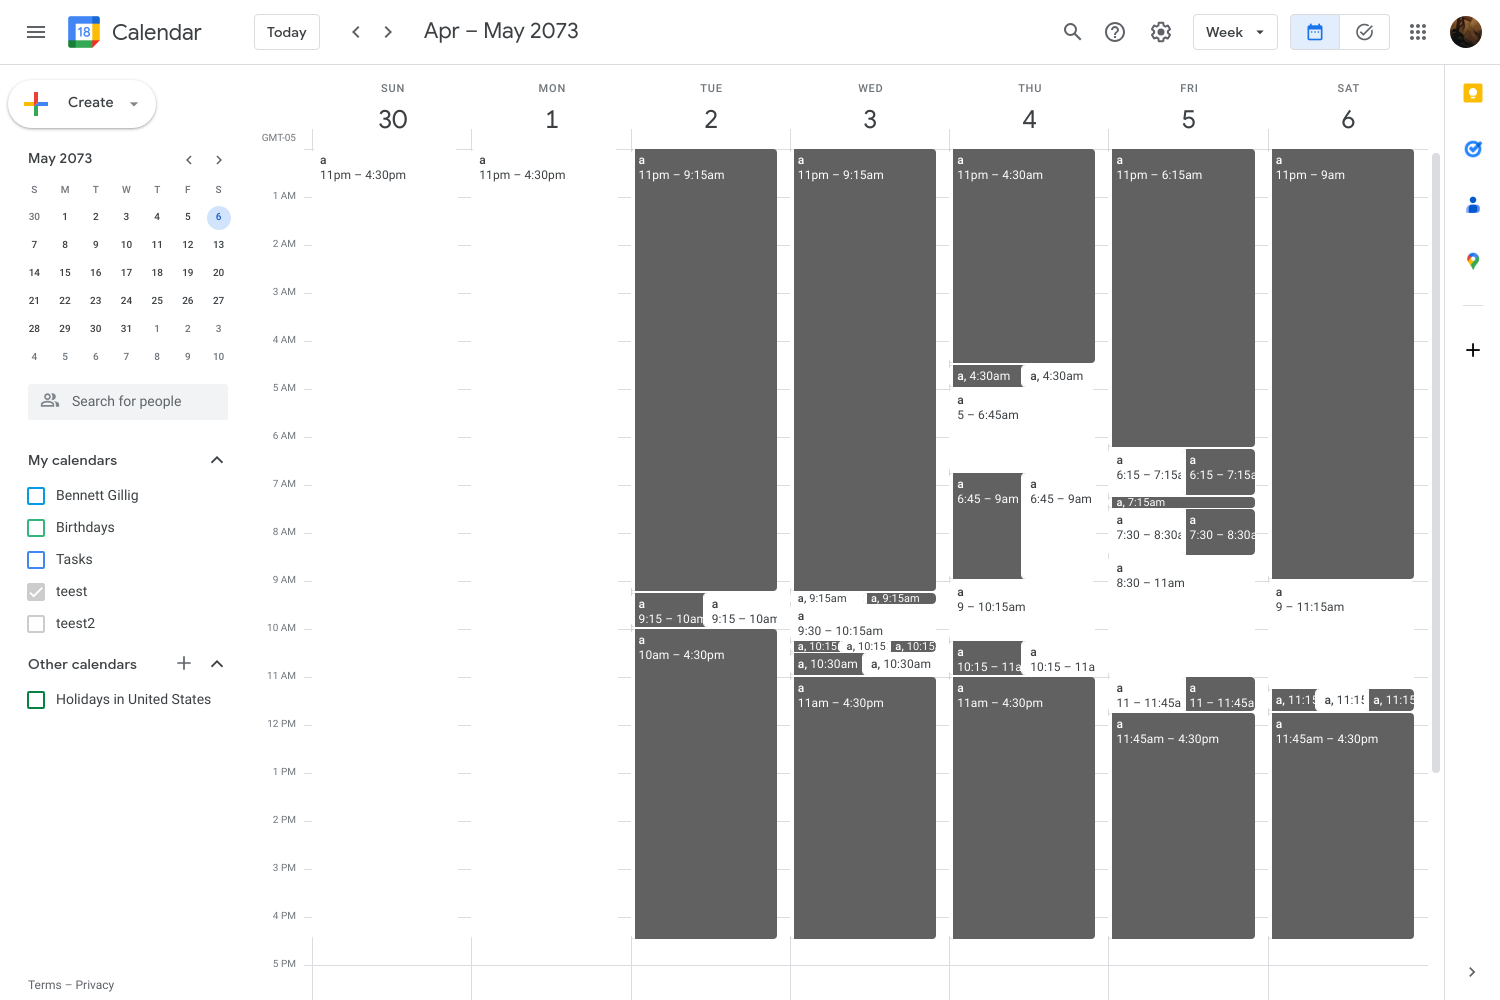 18 Calendar Today Apr – May 2073 Week
Create
May 2073
S M T W T F S
30 1 2 3 4 5 6
7 8 9 10 11 12 13
14 15 16 17 18 19 20
21 22 23 24 25 26 27
28 29 30 31 1 2 3
4 5 6 7 8 9 10
Search for people
My calendars
Bennett Gillig
Birthdays
Tasks
teest
teest2
Other calendars
Holidays in United States
Terms – Privacy
SUN MON TUE WED THU FRI SAT
30 1 2 3 4 5 6
GMT-05
1 AM
2 AM
3 AM
4 AM
5 AM
6 AM
7 AM
8 AM
9 AM
10 AM
11 AM
12 PM
1 PM
2 PM
3 PM
4 PM
5 PM
a
11pm – 4:30pm
a
11pm – 4:30pm
a
11pm – 9:15am
a
9:15 – 10am
a
9:15 – 10am
a
10am – 4:30pm
a
11pm – 9:15am
a, 9:15am
a, 9:15am
a
9:30 – 10:15am
a, 10:15
a, 10:15
a, 10:15
a, 10:30am
a, 10:30am
a
11am – 4:30pm
a
11pm – 4:30am
a, 4:30am
a, 4:30am
a
5 – 6:45am
a
6:45 – 9am
a
6:45 – 9am
a
9 – 10:15am
a
10:15 – 11a
a
10:15 – 11a
a
11am – 4:30pm
a
11pm – 6:15am
a
6:15 – 7:15a
a
6:15 – 7:15a
a, 7:15am
a
7:30 – 8:30a
a
7:30 – 8:30a
a
8:30 – 11am
a
11 – 11:45a
a
11 – 11:45a
a
11:45am – 4:30pm
a
11pm – 9am
a
9 – 11:15am
a, 11:15
a, 11:15
a, 11:15
a
11:45am – 4:30pm